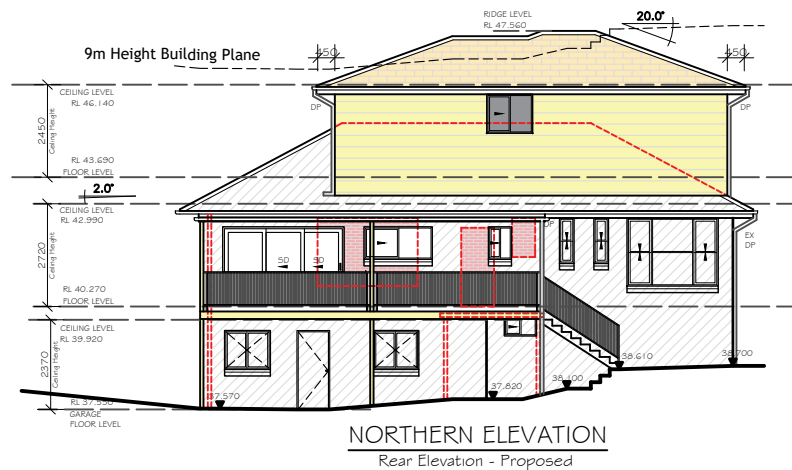 RIDGE LEVEL
RL 47.560
20.0°
9m Height Building Plane
450
450
CEILING LEVEL
RL 46.140
DP
DP
2450
Ceiling Height
RL 43.690
FLOOR LEVEL
2.0°
CEILING LEVEL
RL 42.990
DP
EX
DP
2720
Ceiling Height
SD
SD
RL 40.270
FLOOR LEVEL
CEILING LEVEL
RL 39.920
2370
Ceiling Height
38.610
38.700
38.100
37.820
RL 37.550
37.570
GARAGE
FLOOR LEVEL
NORTHERN ELEVATION
Rear Elevation - Proposed